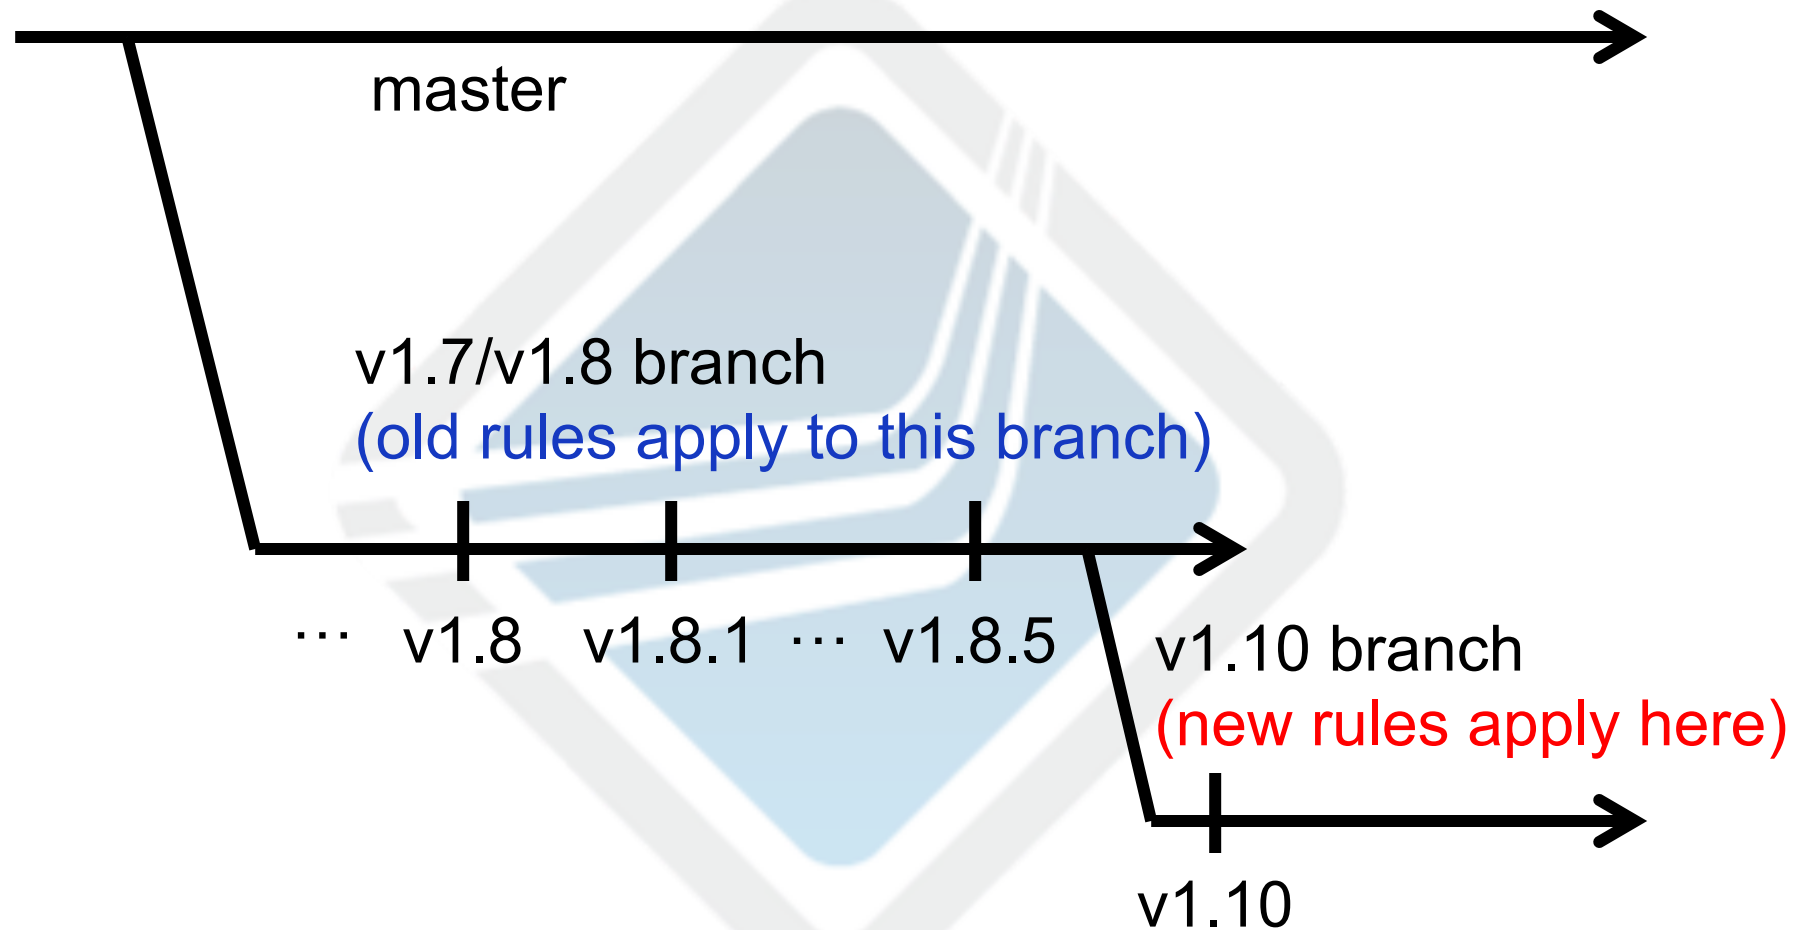 master
v1.7/v1.8 branch
(old rules apply to this branch)
… v1.8 v1.8.1 … v1.8.5
v1.10 branch
(new rules apply here)
v1.10